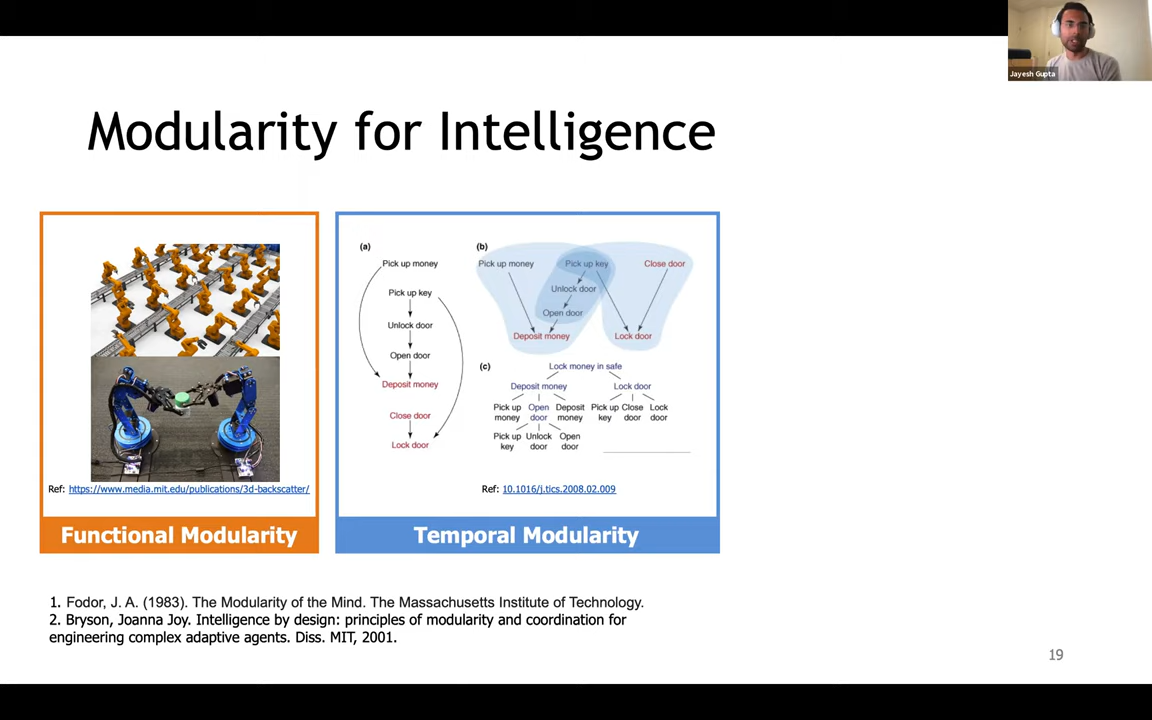 Jayesh Gupta
Modularity for Intelligence
(a)
Pick up money
Pick up key
Unlock door
Open door
Deposit money
Close door
Lock door
(b)
Pick up money
Pick up key
Close door
Unlock door
Open door
Deposit money
Lock door
(c)
Lock money in safe
Deposit money
Lock door
Pick up Open Deposit Pick up Close Lock
money door money key door door
Pick up Unlock Open
key door door
Ref: https://www.media.mit.edu/publications/3d-backscatter/
Ref: 10.1016/j.tics.2008.02.009
Functional Modularity
Temporal Modularity
1. Fodor, J. A. (1983). The Modularity of the Mind. The Massachusetts Institute of Technology.
2. Bryson, Joanna Joy. Intelligence by design: principles of modularity and coordination for
engineering complex adaptive agents. Diss. MIT, 2001.
19